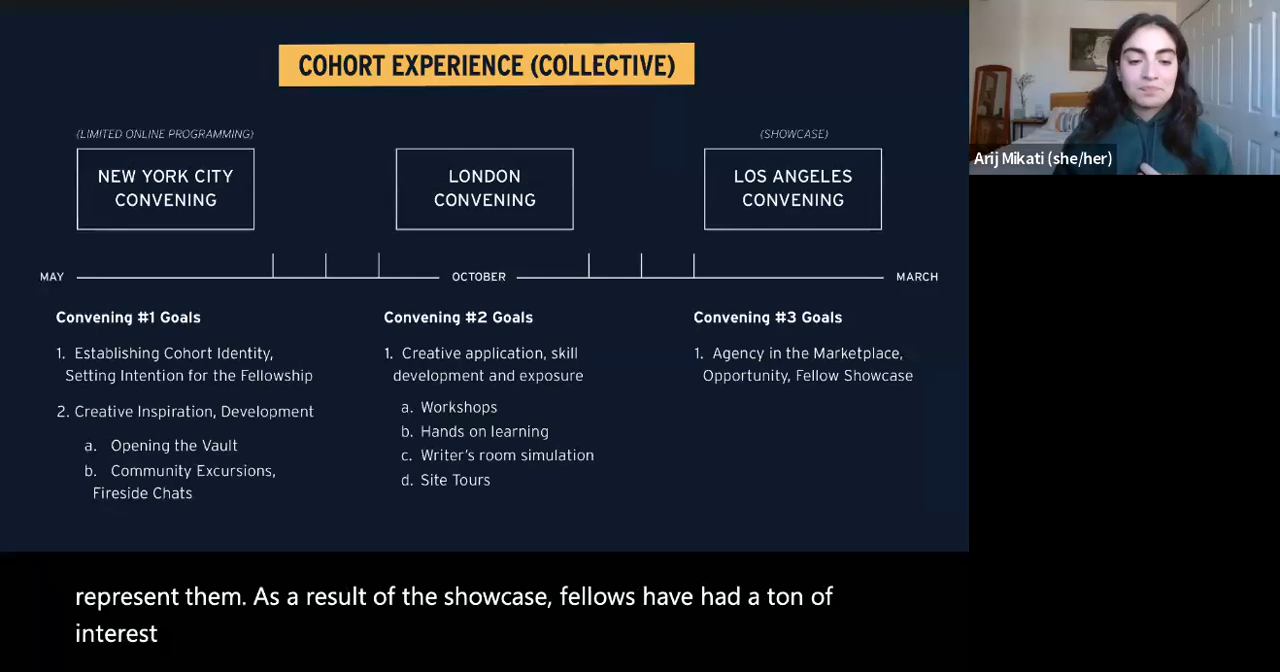 COHORT EXPERIENCE (COLLECTIVE)
(LIMITED ONLINE PROGRAMMING)
NEW YORK CITY
CONVENING
LONDON
CONVENING
(SHOWCASE)
LOS ANGELES
CONVENING
MAY
OCTOBER
MARCH
Convening #1 Goals
1. Establishing Cohort Identity,
Setting Intention for the Fellowship
2. Creative Inspiration, Development
a. Opening the Vault
b. Community Excursions,
Fireside Chats
Convening #2 Goals
1. Creative application, skill
development and exposure
a. Workshops
b. Hands on learning
c. Writer's room simulation
d. Site Tours
Convening #3 Goals
1. Agency in the Marketplace,
Opportunity, Fellow Showcase
Arij Mikati (she/her)
represent them. As a result of the showcase, fellows have had a ton of
interest